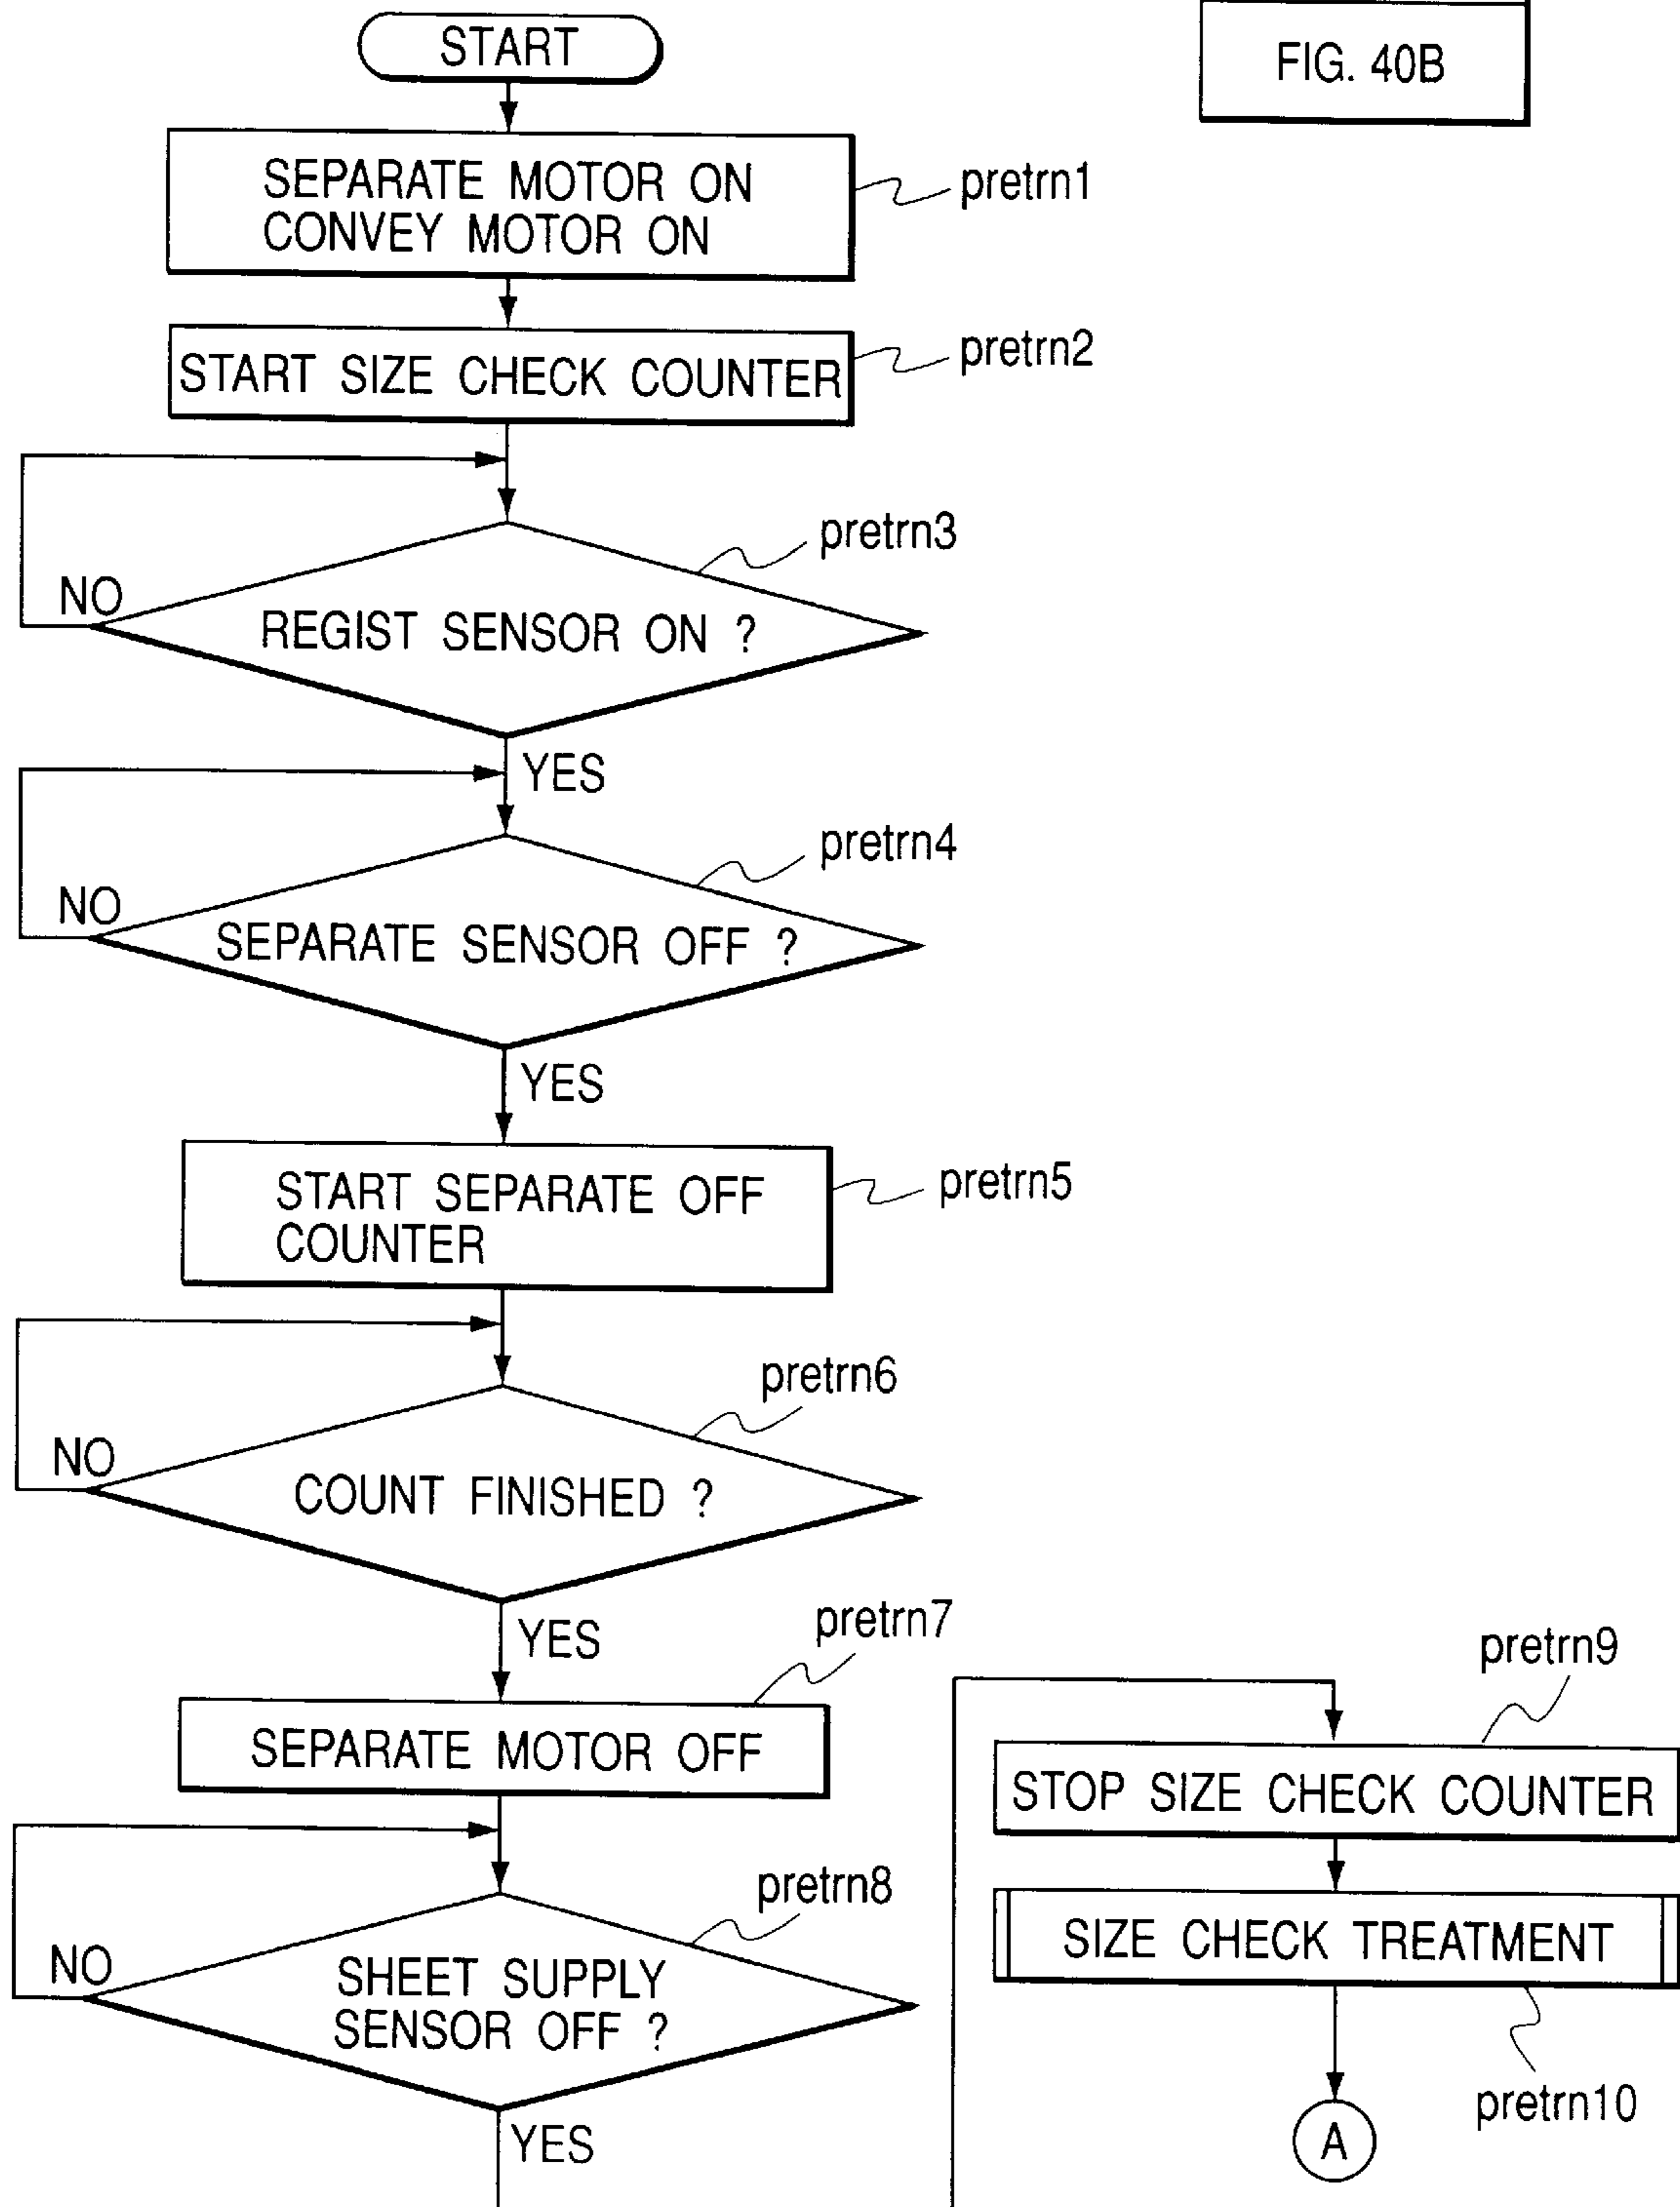 FIG. 40B
START
SEPARATE MOTOR ON
CONVEY MOTOR ON
pretrn1
START SIZE CHECK COUNTER
pretrn2
pretrn3
NO
REGIST SENSOR ON ?
YES
pretrn4
NO
SEPARATE SENSOR OFF ?
YES
START SEPARATE OFF
COUNTER
pretrn5
pretrn6
NO
COUNT FINISHED ?
YES
pretrn7
SEPARATE MOTOR OFF
pretrn8
NO
SHEET SUPPLY
SENSOR OFF ?
YES
pretrn9
STOP SIZE CHECK COUNTER
SIZE CHECK TREATMENT
pretrn10
A